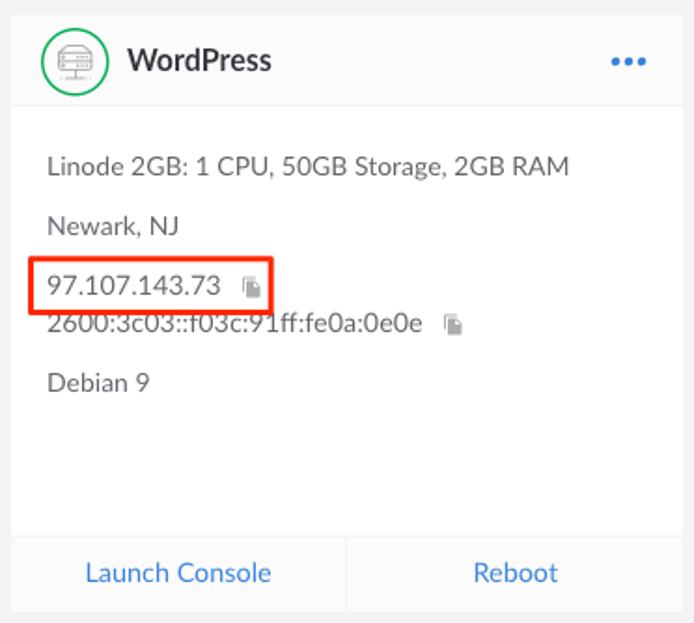 WordPress
Linode 2GB: 1 CPU, 50GB Storage, 2GB RAM
Newark, NJ
97.107.143.73
2600:3c03::f03c:91ff:fe0a:0e0e
Debian 9
Launch Console
Reboot